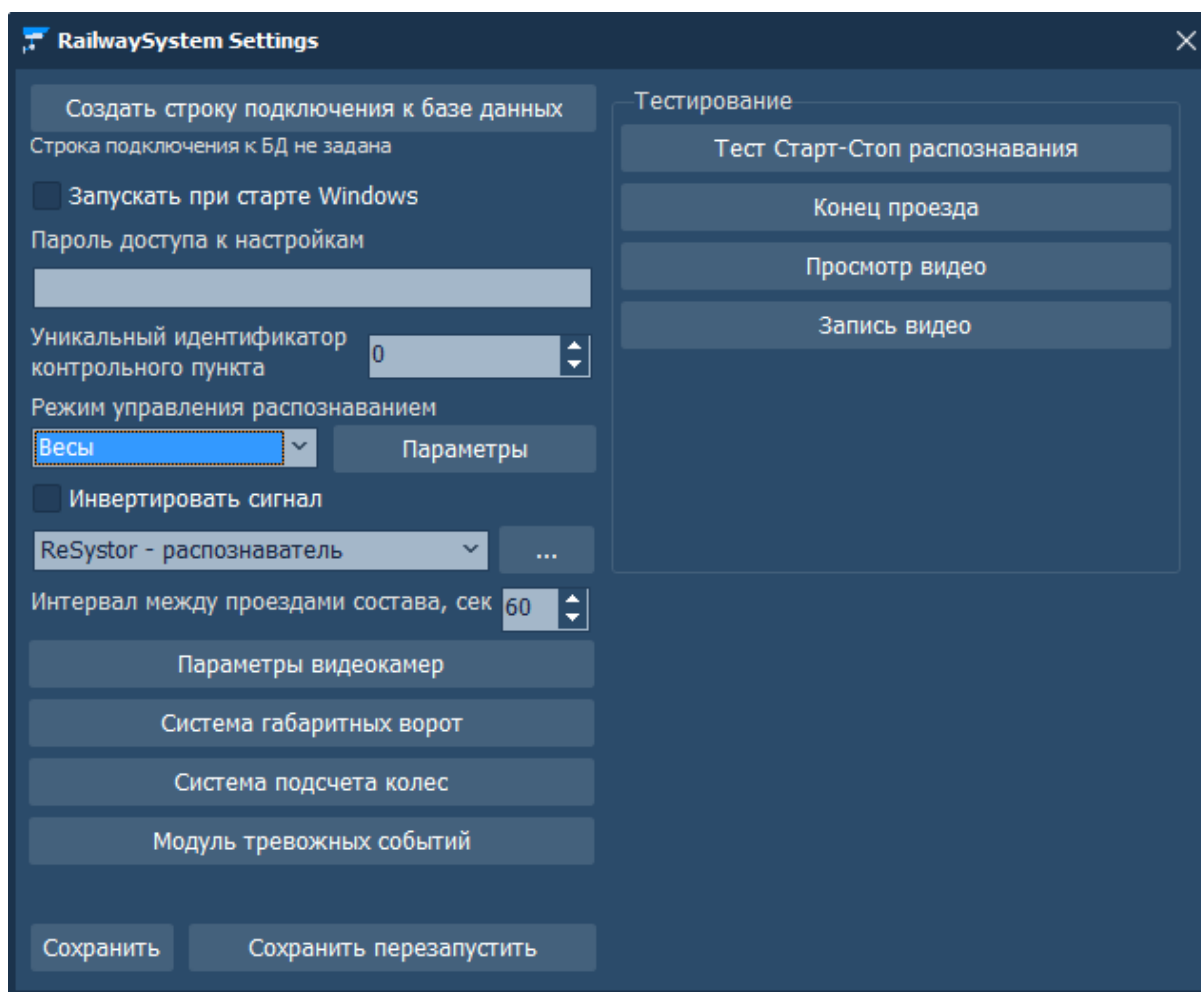 RailwaySystem Settings
Создать строку подключения к базе данных
Строка подключения к БД не задана
Запускать при старте Windows
Пароль доступа к настройкам
Уникальный идентификатор
контрольного пункта
0
Режим управления распознаванием
Весы
Параметры
Инвертировать сигнал
ReSystor - распознаватель
...
Интервал между проездами состава, сек
60
Параметры видеокамер
Система габаритных ворот
Система подсчета колес
Модуль тревожных событий
Сохранить
Сохранить перезапустить
Тестирование
Тест Старт-Стоп распознавания
Конец проезда
Просмотр видео
Запись видео